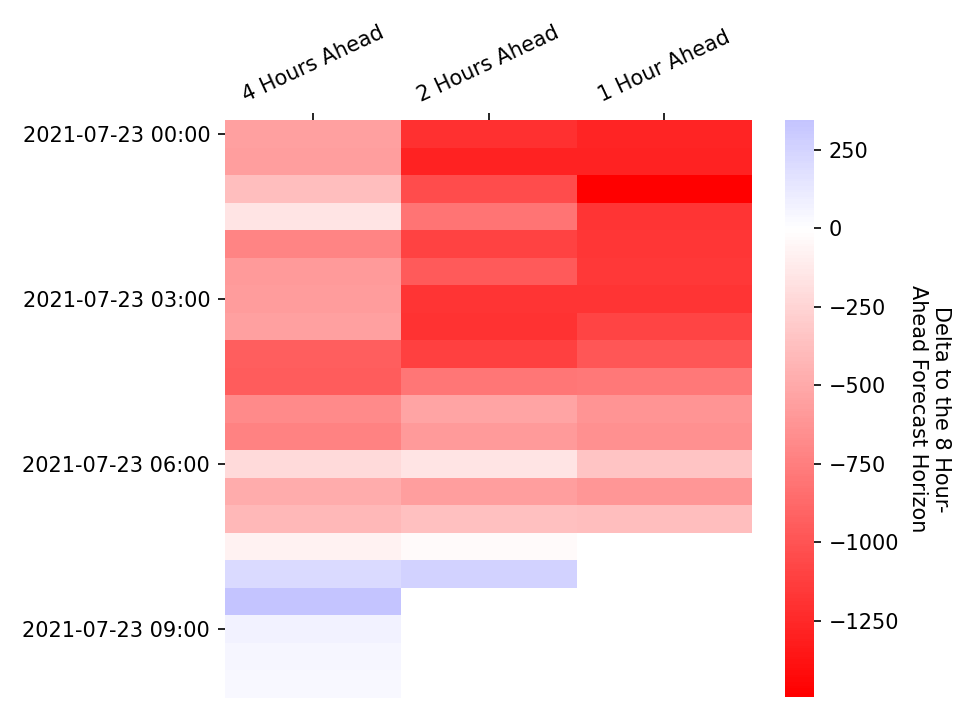 4 Hours Ahead
2 Hours Ahead
1 Hour Ahead
2021-07-23 00:00
2021-07-23 03:00
2021-07-23 06:00
2021-07-23 09:00
250
0
−250
−500
−750
−1000
−1250
Delta to the 8 Hour-
Ahead Forecast Horizon